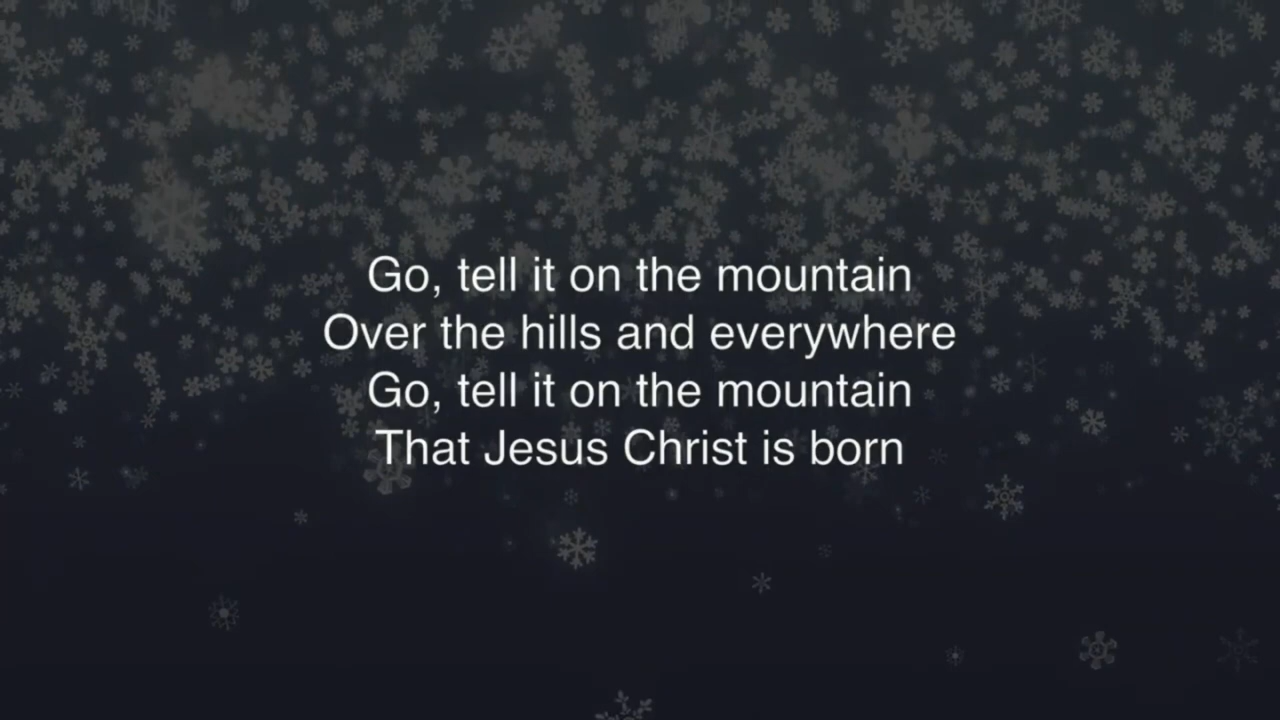 Go, tell it on the mountain
Over the hills and everywhere
Go, tell it on the mountain
That Jesus Christ is born